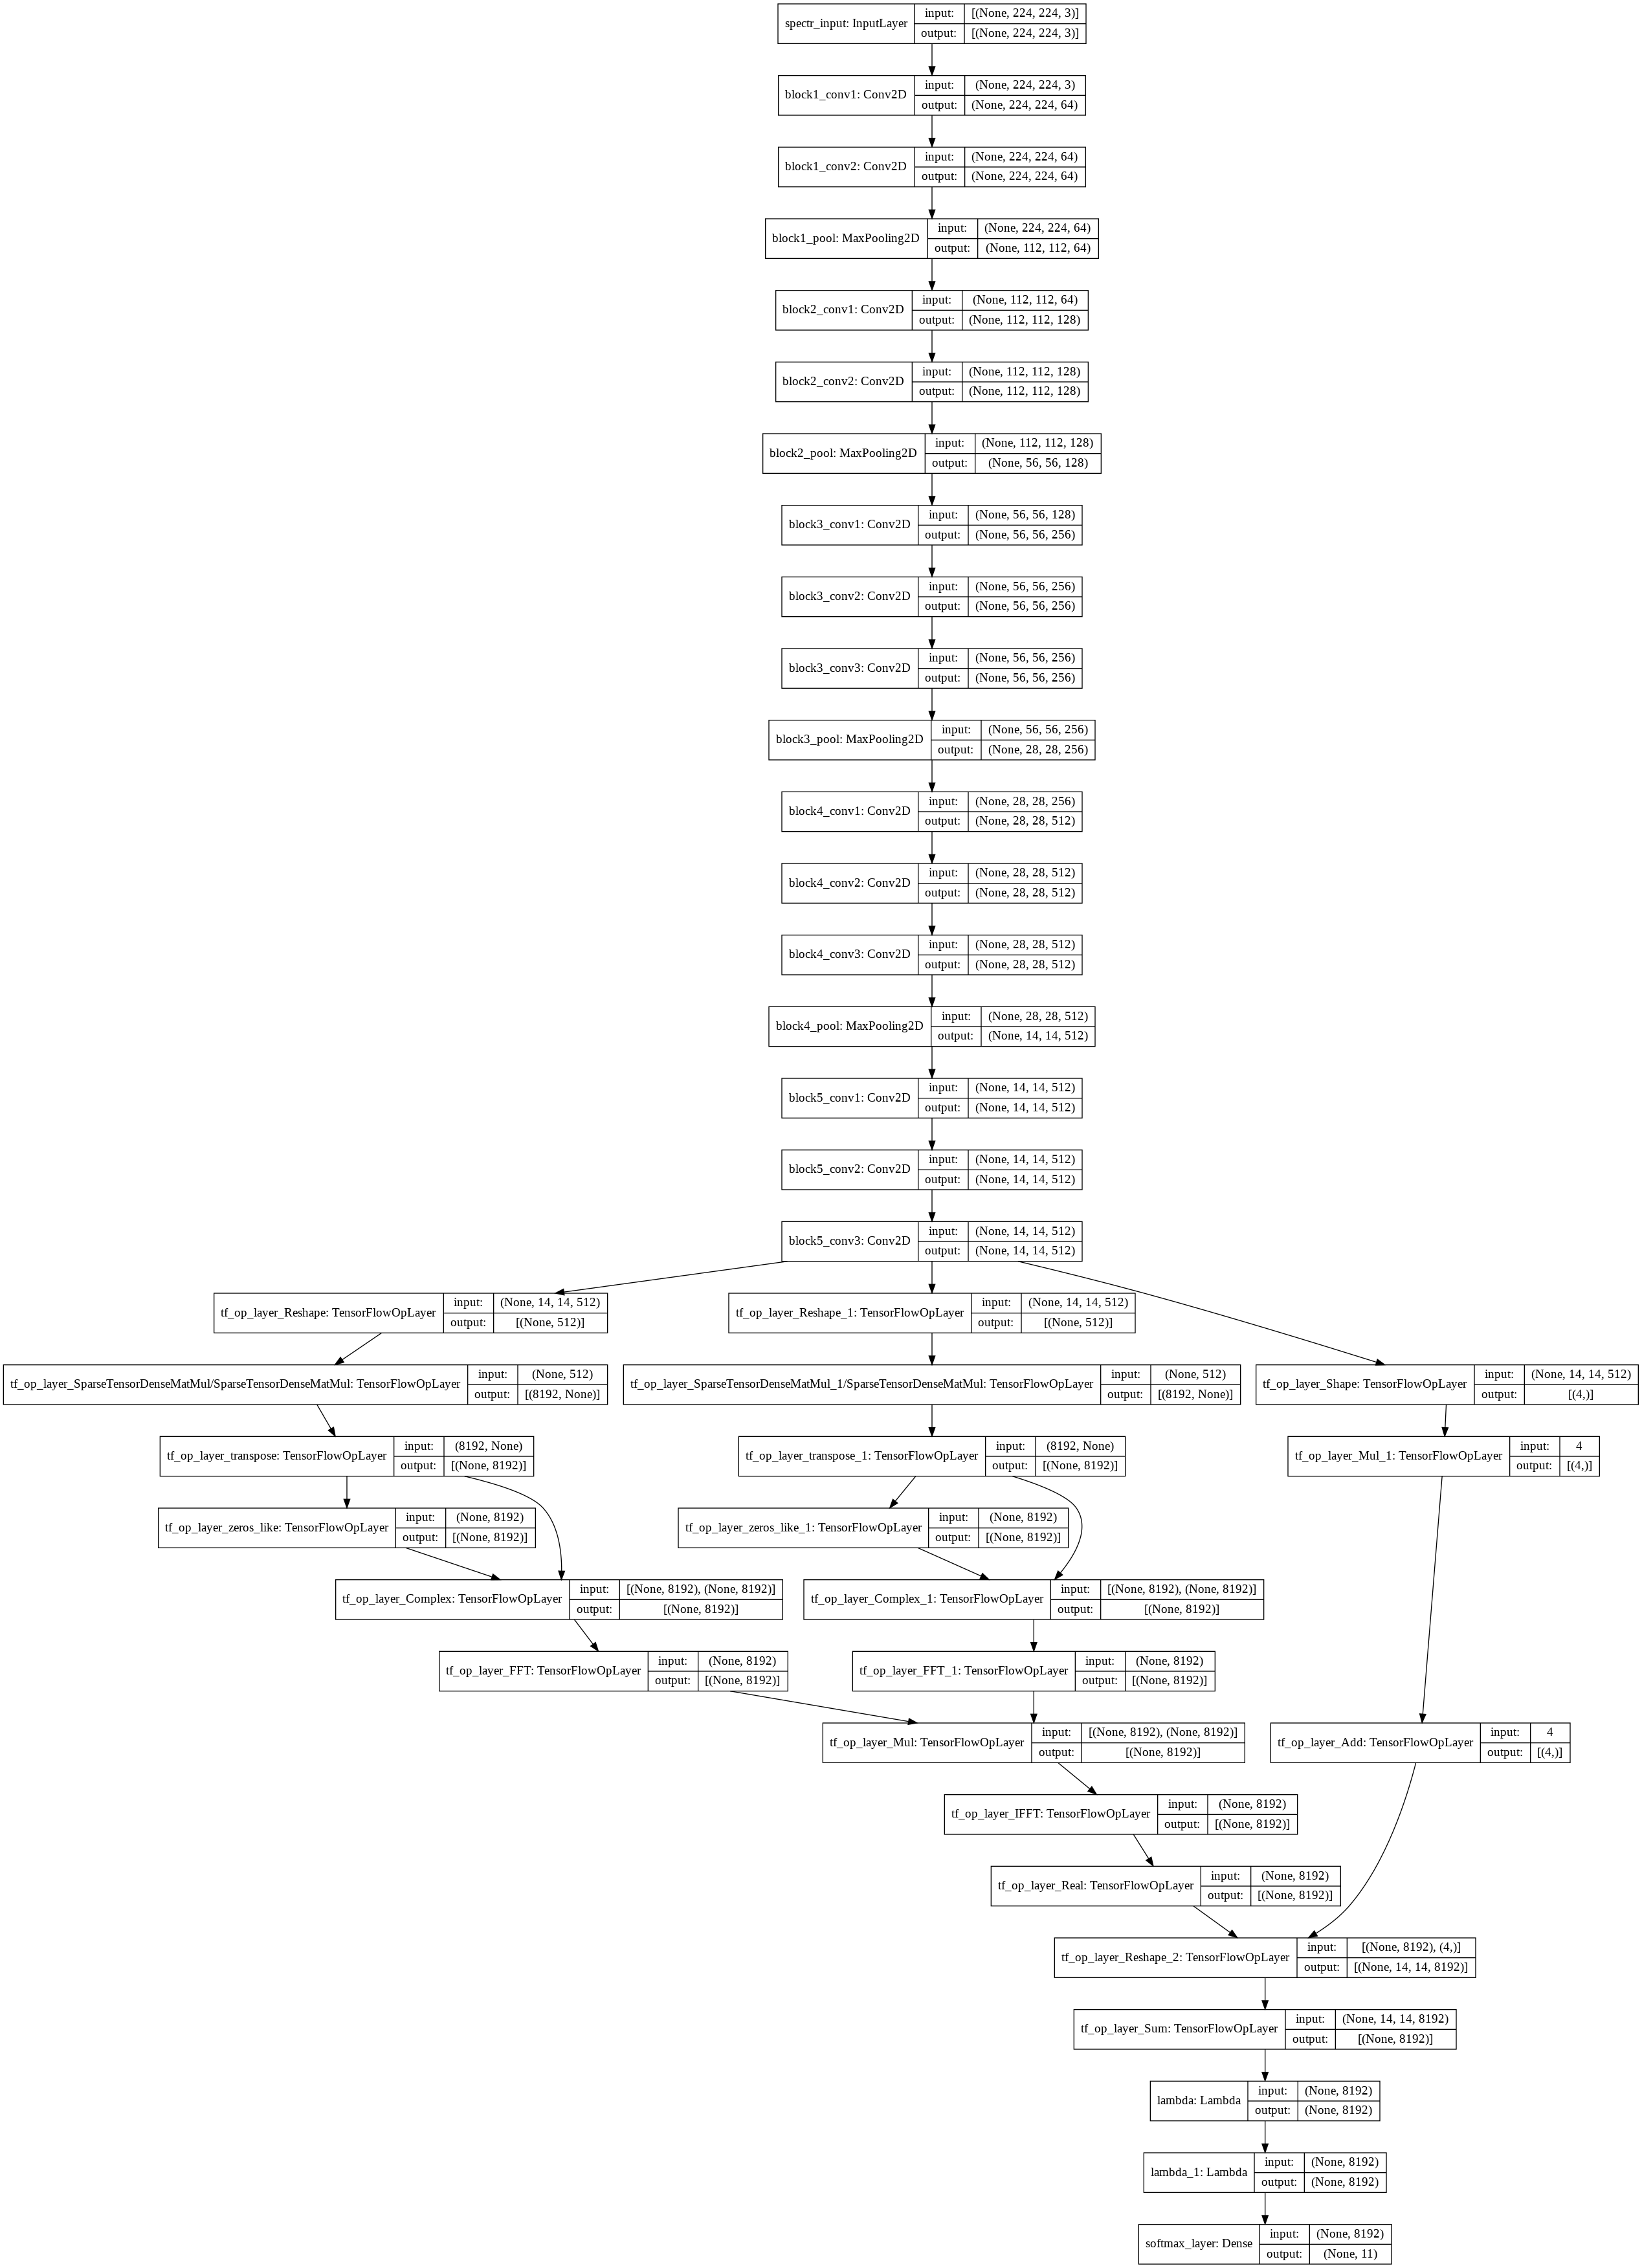 spectr_input: InputLayer
input: [(None, 224, 224, 3)]
output: [(None, 224, 224, 3)]
block1_conv1: Conv2D
input: (None, 224, 224, 3)
output: (None, 224, 224, 64)
block1_conv2: Conv2D
input: (None, 224, 224, 64)
output: (None, 224, 224, 64)
block1_pool: MaxPooling2D
input: (None, 224, 224, 64)
output: (None, 112, 112, 64)
block2_conv1: Conv2D
input: (None, 112, 112, 64)
output: (None, 112, 112, 128)
block2_conv2: Conv2D
input: (None, 112, 112, 128)
output: (None, 112, 112, 128)
block2_pool: MaxPooling2D
input: (None, 112, 112, 128)
output: (None, 56, 56, 128)
block3_conv1: Conv2D
input: (None, 56, 56, 128)
output: (None, 56, 56, 256)
block3_conv2: Conv2D
input: (None, 56, 56, 256)
output: (None, 56, 56, 256)
block3_conv3: Conv2D
input: (None, 56, 56, 256)
output: (None, 56, 56, 256)
block3_pool: MaxPooling2D
input: (None, 56, 56, 256)
output: (None, 28, 28, 256)
block4_conv1: Conv2D
input: (None, 28, 28, 256)
output: (None, 28, 28, 512)
block4_conv2: Conv2D
input: (None, 28, 28, 512)
output: (None, 28, 28, 512)
block4_conv3: Conv2D
input: (None, 28, 28, 512)
output: (None, 28, 28, 512)
block4_pool: MaxPooling2D
input: (None, 28, 28, 512)
output: (None, 14, 14, 512)
block5_conv1: Conv2D
input: (None, 14, 14, 512)
output: (None, 14, 14, 512)
block5_conv2: Conv2D
input: (None, 14, 14, 512)
output: (None, 14, 14, 512)
block5_conv3: Conv2D
input: (None, 14, 14, 512)
output: (None, 14, 14, 512)
tf_op_layer_Reshape: TensorFlowOpLayer
input: (None, 14, 14, 512)
output: [(None, 512)]
tf_op_layer_Reshape_1: TensorFlowOpLayer
input: (None, 14, 14, 512)
output: [(None, 512)]
tf_op_layer_SparseTensorDenseMatMul/SparseTensorDenseMatMul: TensorFlowOpLayer
input: (None, 512)
output: [(8192, None)]
tf_op_layer_SparseTensorDenseMatMul_1/SparseTensorDenseMatMul: TensorFlowOpLayer
input: (None, 512)
output: [(8192, None)]
tf_op_layer_Shape: TensorFlowOpLayer
input: (None, 14, 14, 512)
output: [(4,)]
tf_op_layer_transpose: TensorFlowOpLayer
input: (8192, None)
output: [(None, 8192)]
tf_op_layer_transpose_1: TensorFlowOpLayer
input: (8192, None)
output: [(None, 8192)]
tf_op_layer_Mul_1: TensorFlowOpLayer
input: 4
output: [(4,)]
tf_op_layer_zeros_like: TensorFlowOpLayer
input: (None, 8192)
output: [(None, 8192)]
tf_op_layer_zeros_like_1: TensorFlowOpLayer
input: (None, 8192)
output: [(None, 8192)]
tf_op_layer_Complex: TensorFlowOpLayer
input: [(None, 8192), (None, 8192)]
output: [(None, 8192)]
tf_op_layer_Complex_1: TensorFlowOpLayer
input: [(None, 8192), (None, 8192)]
output: [(None, 8192)]
tf_op_layer_FFT: TensorFlowOpLayer
input: (None, 8192)
output: [(None, 8192)]
tf_op_layer_FFT_1: TensorFlowOpLayer
input: (None, 8192)
output: [(None, 8192)]
tf_op_layer_Mul: TensorFlowOpLayer
input: [(None, 8192), (None, 8192)]
output: [(None, 8192)]
tf_op_layer_Add: TensorFlowOpLayer
input: 4
output: [(4,)]
tf_op_layer_IFFT: TensorFlowOpLayer
input: (None, 8192)
output: [(None, 8192)]
tf_op_layer_Real: TensorFlowOpLayer
input: (None, 8192)
output: [(None, 8192)]
tf_op_layer_Reshape_2: TensorFlowOpLayer
input: [(None, 8192), (4,)]
output: [(None, 14, 14, 8192)]
tf_op_layer_Sum: TensorFlowOpLayer
input: (None, 14, 14, 8192)
output: [(None, 8192)]
lambda: Lambda
input: (None, 8192)
output: (None, 8192)
lambda_1: Lambda
input: (None, 8192)
output: (None, 8192)
softmax_layer: Dense
input: (None, 8192)
output: (None, 11)